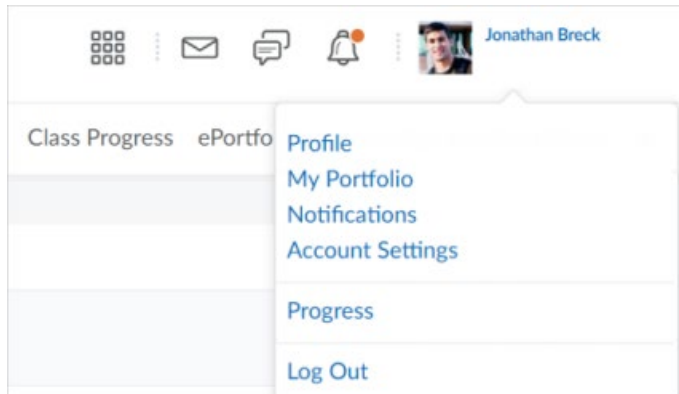 Jonathan Breck
Class Progress ePortfo
Profile
My Portfolio
Notifications
Account Settings
Progress
Log Out